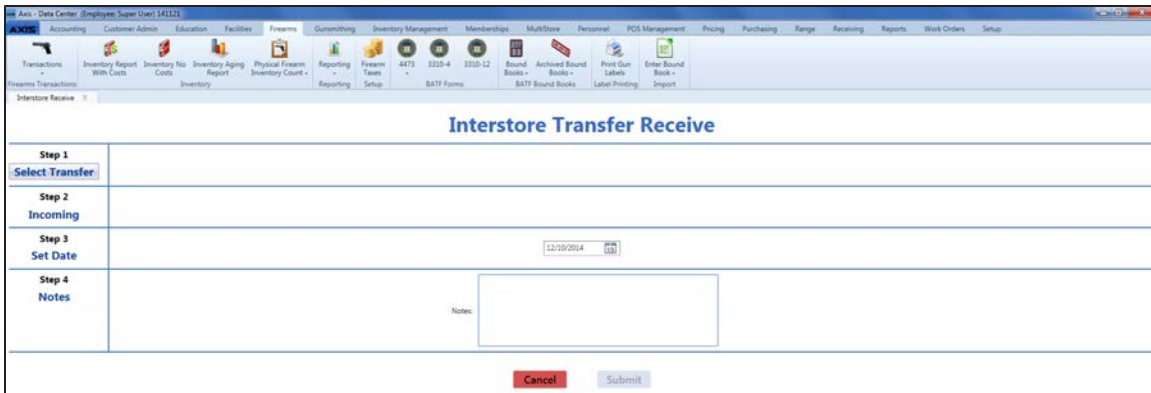 Axis - Data Center (Employee: Super User) 141121
AXIS Accounting Customer Admin Education Facilities Firearms Gunsmithing Inventory Management Memberships MultiStore Personnel POS Management Pricing Purchasing Range Receiving Reports Work Orders Setup
Transactions Inventory Report With Costs Inventory No Costs Inventory Aging Report Physical Firearm Inventory Count Reporting Firearm Taxes 4473 3310-4 3310-12 Bound Books Archived Bound Books Print Gun Labels Enter Bound Book
Firearms Transactions Inventory Reporting Setup BATF Forms BATF Bound Books Label Printing Import
Interstore Receive
Interstore Transfer Receive
Step 1
Select Transfer
Step 2
Incoming
Step 3
Set Date
12/10/2014 15
Step 4
Notes
Notes:
Cancel Submit